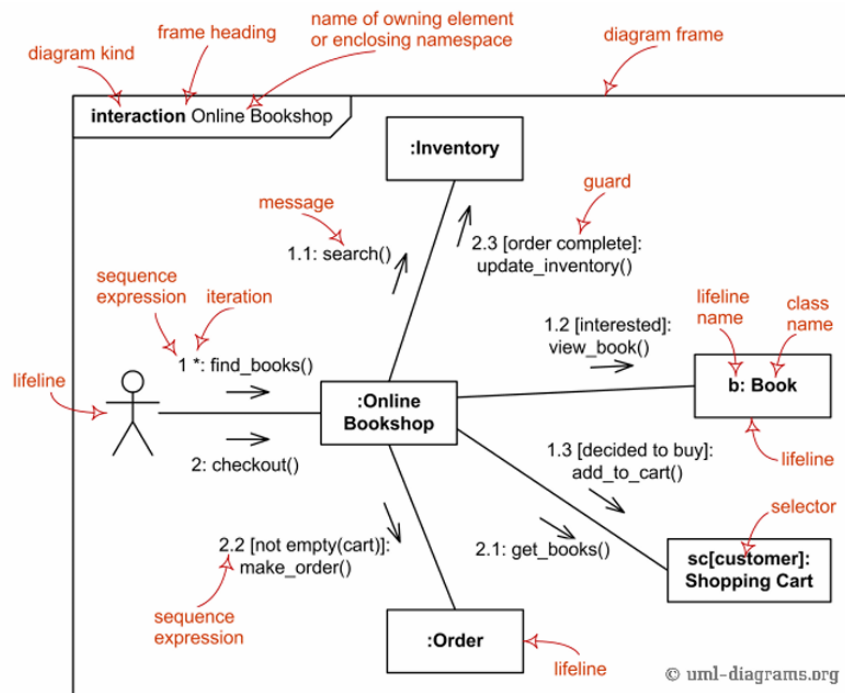 name of owning element
or enclosing namespace
frame heading
diagram kind
diagram frame
interaction Online Bookshop
:Inventory
message
guard
1.1: search()
2.3 [order complete]:
update_inventory()
sequence
expression
iteration
lifeline
name
class
name
1.2 [interested]:
view_book()
1 *: find_books()
lifeline
:Online
Bookshop
b: Book
2: checkout()
1.3 [decided to buy]:
add_to_cart()
lifeline
selector
2.2 [not empty(cart)]:
make_order()
2.1: get_books()
sc[customer]:
Shopping Cart
sequence
expression
:Order
lifeline
© uml-diagrams.org